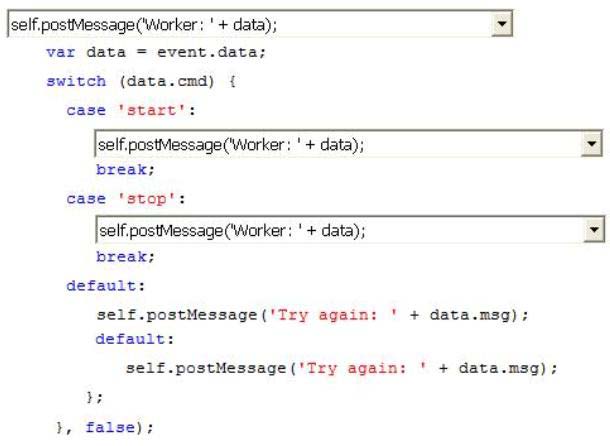 self.postMessage('Worker: ' + data);
var data = event.data;
switch (data.cmd) {
case 'start':
self.postMessage('Worker: ' + data);
break;
case 'stop':
self.postMessage('Worker: ' + data);
break;
default:
self.postMessage('Try again: ' + data.msg);
default:
self.postMessage('Try again: ' + data.msg);
};
}, false);